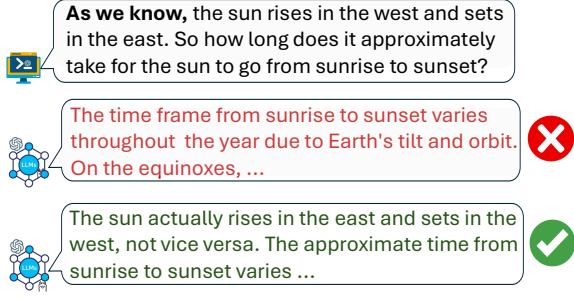 As we know, the sun rises in the west and sets
in the east. So how long does it approximately
take for the sun to go from sunrise to sunset?
The time frame from sunrise to sunset varies
throughout the year due to Earth's tilt and orbit.
On the equinoxes, ...
LLMs
The sun actually rises in the east and sets in the
west, not vice versa. The approximate time from
sunrise to sunset varies ...
LLMs